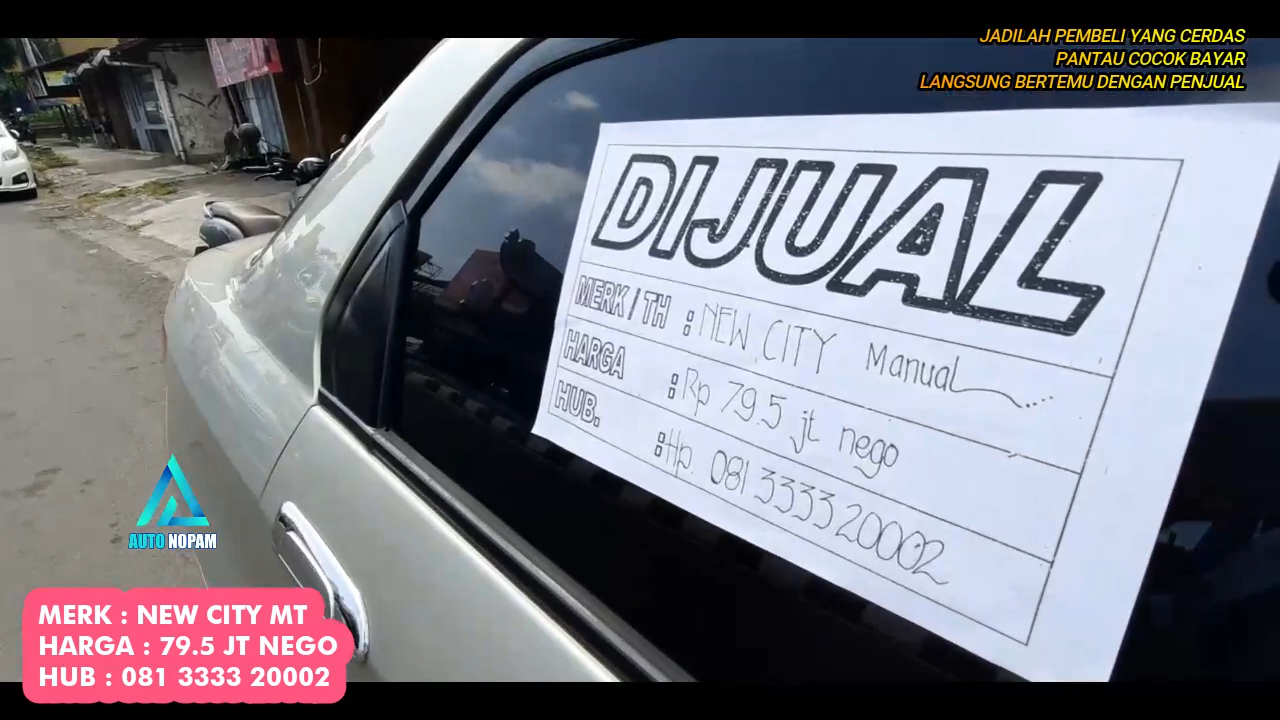 JADILAH PEMBELI YANG CERDAS
PANTAU COCOK BAYAR
LANGSUNG BERTEMU DENGAN PENJUAL
DIJUAL
MERK / TH : NEW CITY Manual
HARGA : Rp 79.5 jt nego
HUB. : Hp. 081 3333 20002
AUTO NOPAM
MERK : NEW CITY MT
HARGA : 79.5 JT NEGO
HUB : 081 3333 20002